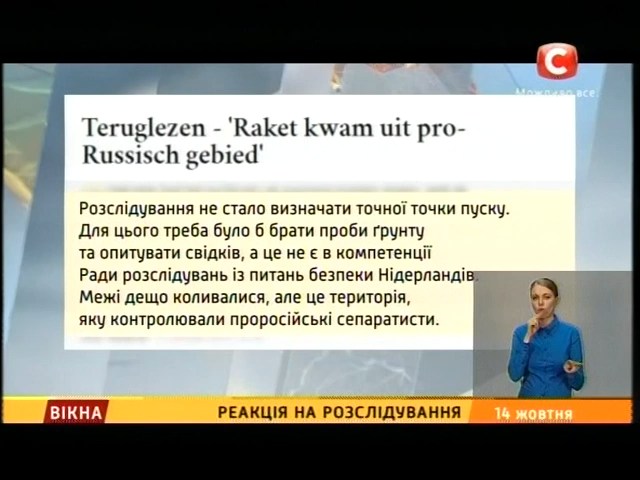 С
Можливо все.
Teruglezen - 'Raket kwam uit pro-
Russisch gebied'
Розслідування не стало визначати точної точки пуску.
Для цього треба було б брати проби ґрунту
та опитувати свідків, а це не є в компетенції
Ради розслідувань із питань безпеки Нідерландів.
Межі дещо коливалися, але це територія,
яку контролювали проросійські сепаратисти.
ВІКНА
РЕАКЦІЯ НА РОЗСЛІДУВАННЯ
14 жовтня